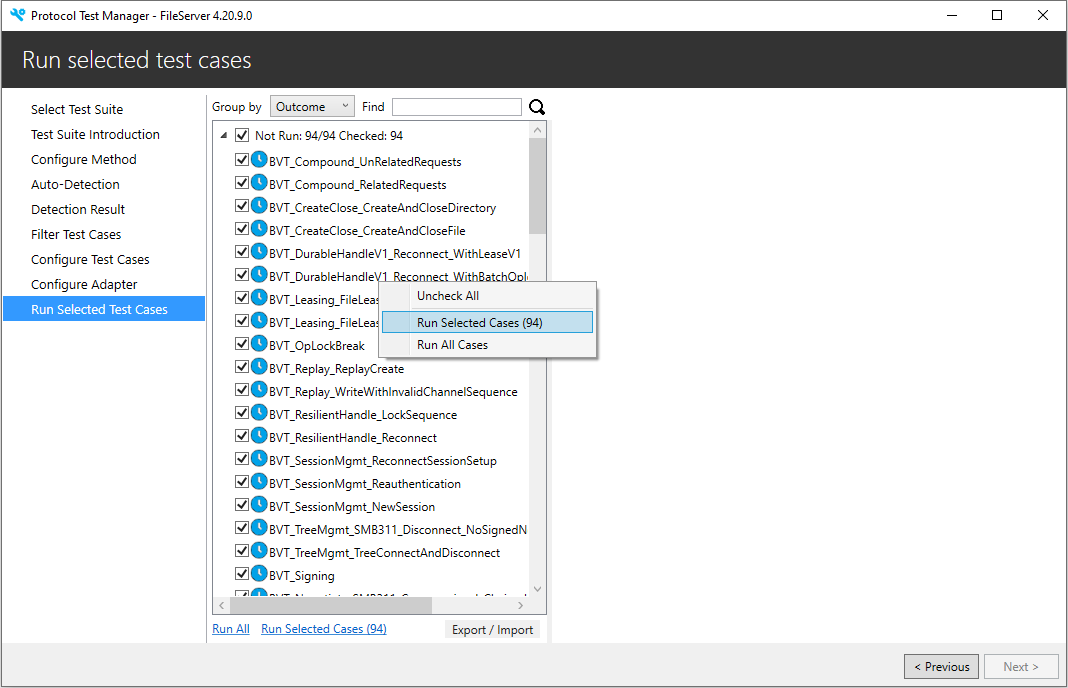 Protocol Test Manager - FileServer 4.20.9.0
Run selected test cases
Select Test Suite
Test Suite Introduction
Configure Method
Auto-Detection
Detection Result
Filter Test Cases
Configure Test Cases
Configure Adapter
Run Selected Test Cases
Group by Outcome Find
Not Run: 94/94 Checked: 94
BVT_Compound_UnRelatedRequests
BVT_Compound_RelatedRequests
BVT_CreateClose_CreateAndCloseDirectory
BVT_CreateClose_CreateAndCloseFile
BVT_DurableHandleV1_Reconnect_WithLeaseV1
BVT_DurableHandleV1_Reconnect_WithBatchOplo
BVT_Leasing_FileLeas
BVT_Leasing_FileLeas
BVT_OpLockBreak
BVT_Replay_ReplayCreate
BVT_Replay_WriteWithInvalidChannelSequence
BVT_ResilientHandle_LockSequence
BVT_ResilientHandle_Reconnect
BVT_SessionMgmt_ReconnectSessionSetup
BVT_SessionMgmt_Reauthentication
BVT_SessionMgmt_NewSession
BVT_TreeMgmt_SMB311_Disconnect_NoSignedN
BVT_TreeMgmt_TreeConnectAndDisconnect
BVT_Signing
Uncheck All
Run Selected Cases (94)
Run All Cases
Run All Run Selected Cases (94) Export / Import
< Previous Next >